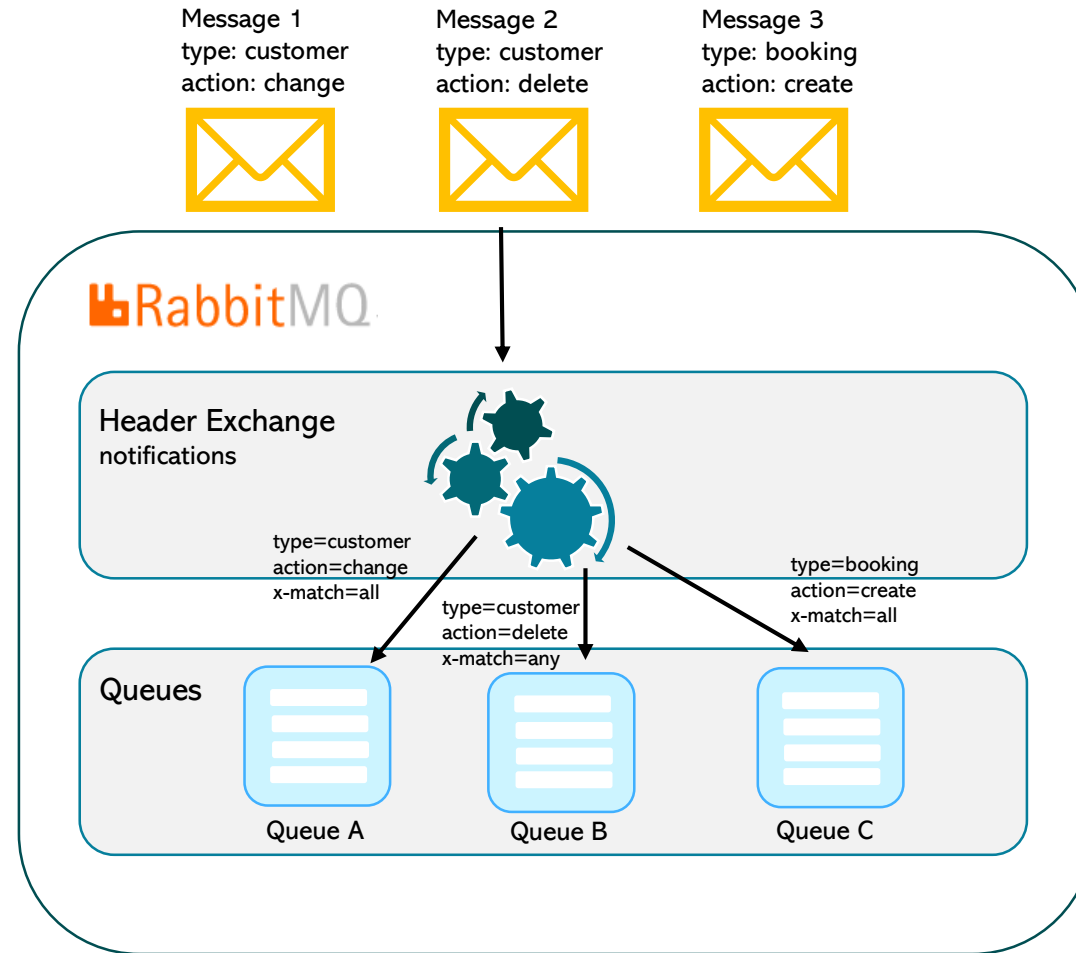 Message 1
type: customer
action: change
Message 2
type: customer
action: delete
Message 3
type: booking
action: create
RabbitMQ
Header Exchange
notifications
type=customer
action=change
x-match=all
type=customer
action=delete
x-match=any
type=booking
action=create
x-match=all
Queues
Queue A
Queue B
Queue C